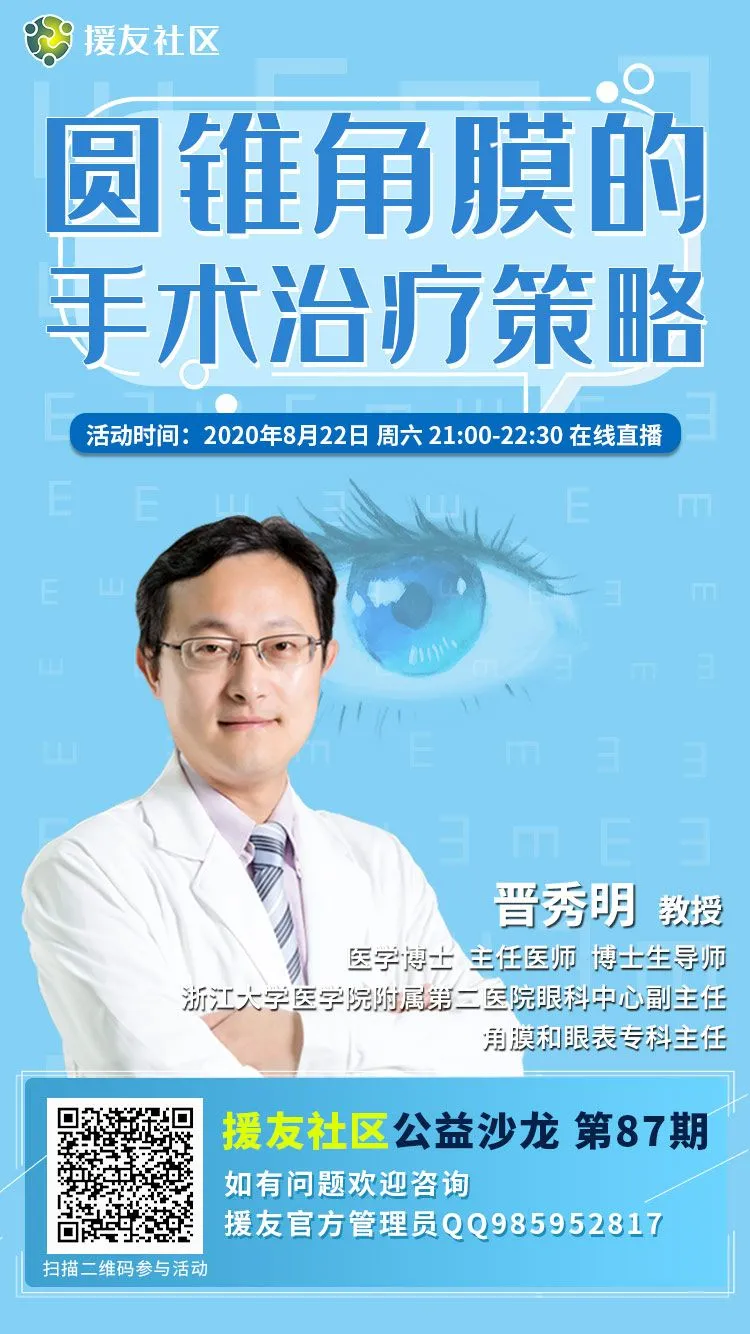 援友社区
圆锥角膜的
手术治疗策略
活动时间：2020年8月22日 周六 21:00-22:30 在线直播
晋秀明 教授
医学博士 主任医师 博士生导师
浙江大学医学院附属第二医院眼科中心副主任
角膜和眼表专科主任
援友社区公益沙龙 第87期
如有问题欢迎咨询
援友官方管理员QQ985952817
扫描二维码参与活动